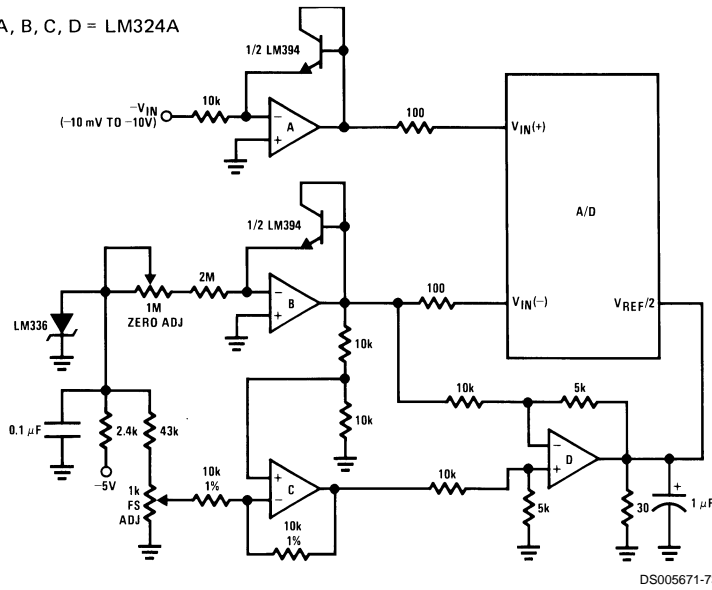 A, B, C, D = LM324A
1/2 LM394
10k
−VIN
(−10 mV TO −10V)
−
+
A
100
VIN(+)
A/D
1/2 LM394
2M
1M
ZERO ADJ
−
+
B
100
VIN(−)
VREF/2
LM336
10k
10k
10k
5k
0.1 μF
2.4k
43k
−5V
1k
FS
ADJ
10k
1%
+
−
C
10k
1%
10k
−
+
D
5k
30
+
1 μF
DS005671-7